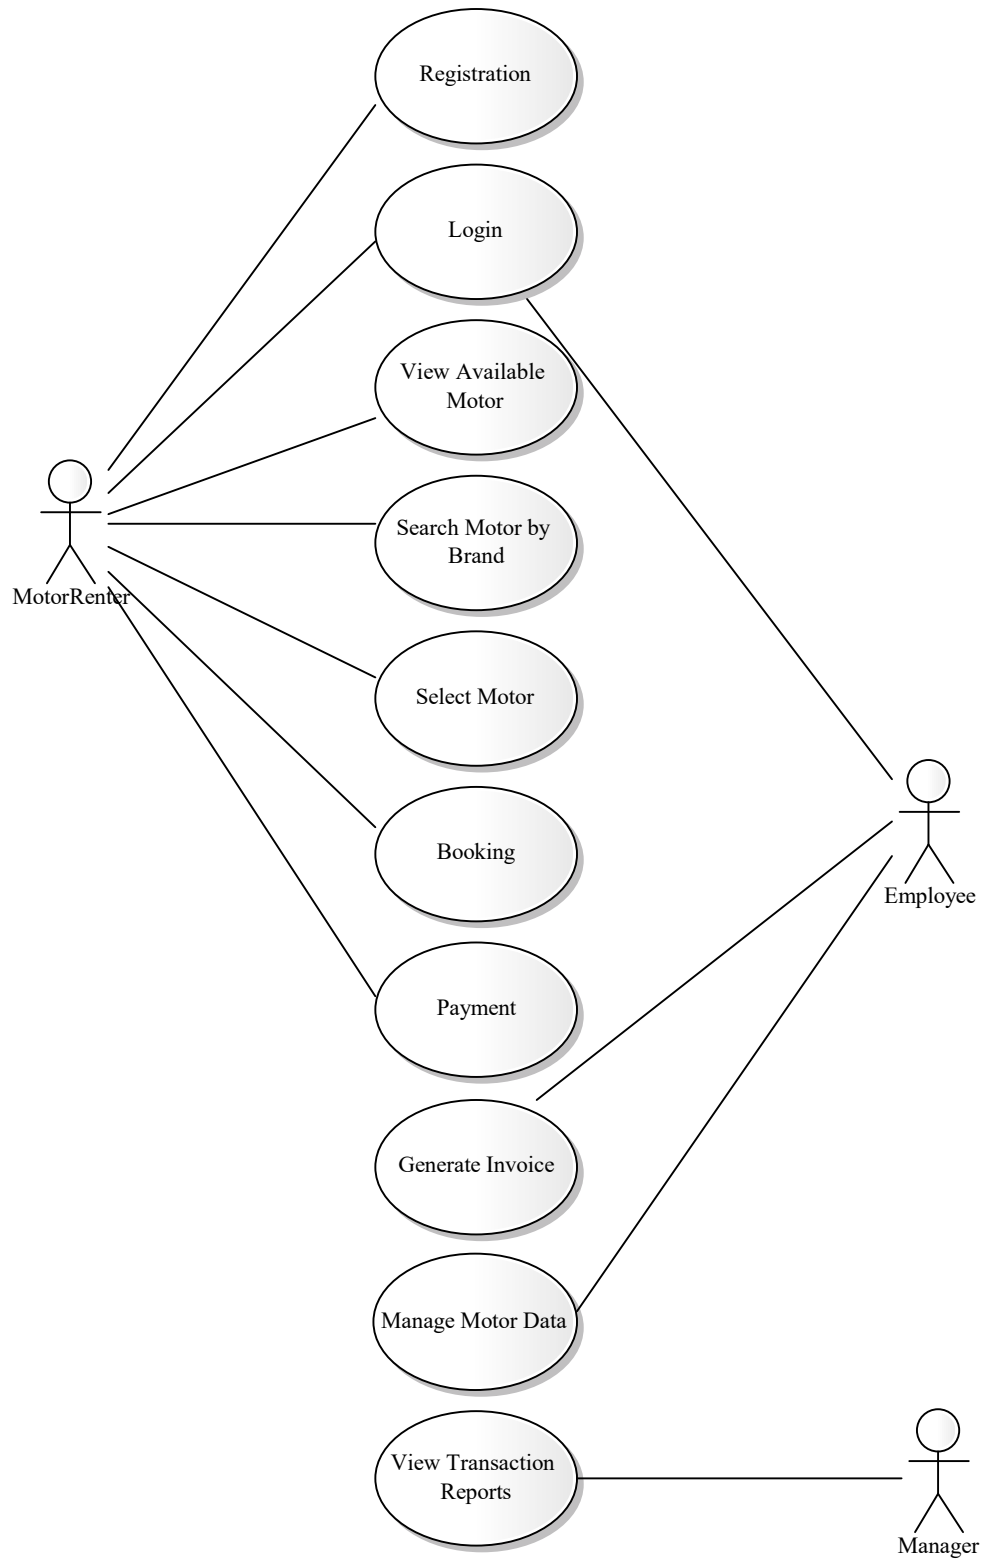 Registration
Login
View Available
Motor
Search Motor by
Brand
MotorRenter
Select Motor
Booking
Employee
Payment
Generate Invoice
Manage Motor Data
View Transaction
Reports
Manager